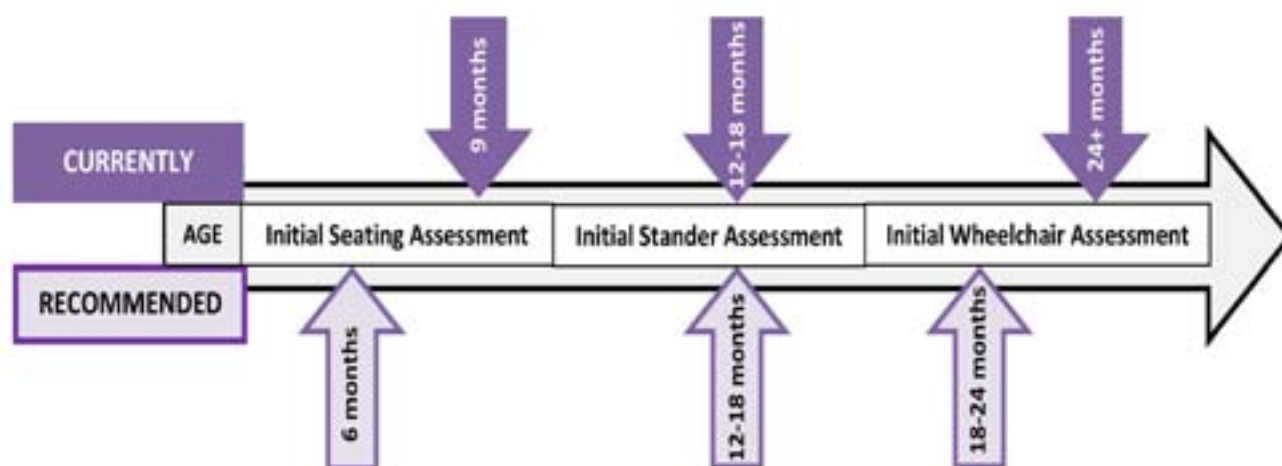 9 months
12-18 months
24+ months
CURRENTLY
AGE
Initial Seating Assessment
Initial Stander Assessment
Initial Wheelchair Assessment
RECOMMENDED
6 months
12-18 months
18-24 months